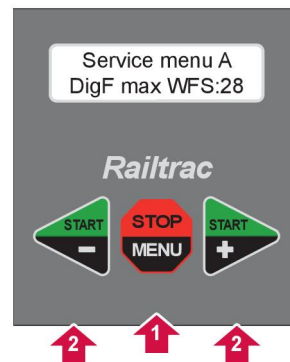 Service menu A
DigF max WFS:28
Railtrac
START
STOP
START
-
MENU
+
2
1
2